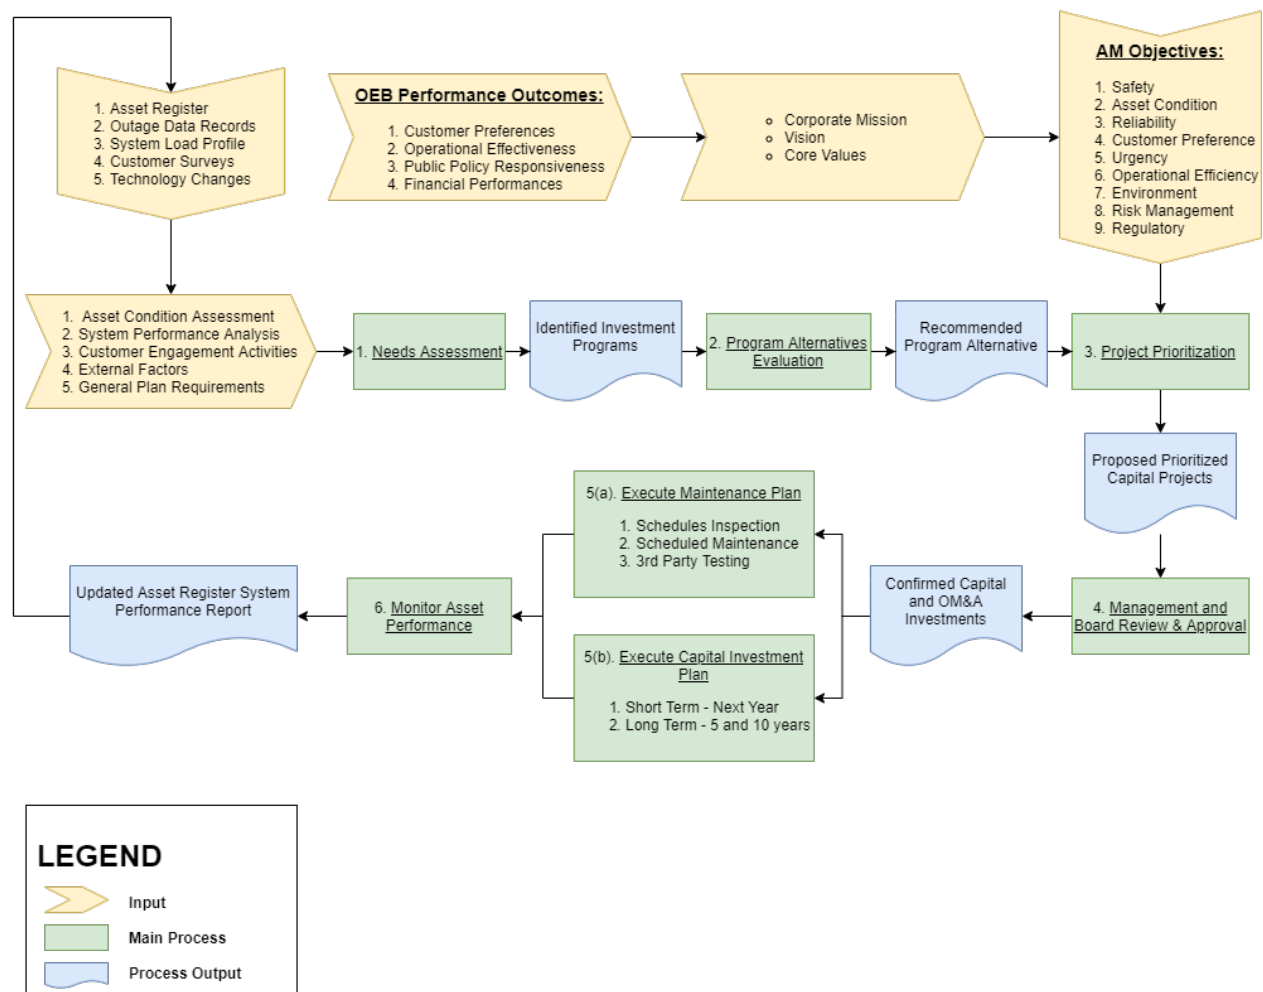 1. Asset Register
2. Outage Data Records
3. System Load Profile
4. Customer Surveys
5. Technology Changes
OEB Performance Outcomes:
1. Customer Preferences
2. Operational Effectiveness
3. Public Policy Responsiveness
4. Financial Performances
Corporate Mission
Vision
Core Values
AM Objectives:
1. Safety
2. Asset Condition
3. Reliability
4. Customer Preference
5. Urgency
6. Operational Efficiency
7. Environment
8. Risk Management
9. Regulatory
1. Asset Condition Assessment
2. System Performance Analysis
3. Customer Engagement Activities
4. External Factors
5. General Plan Requirements
1. Needs Assessment
Identified Investment
Programs
2. Program Alternatives
Evaluation
Recommended
Program Alternative
3. Project Prioritization
Proposed Prioritized
Capital Projects
4. Management and
Board Review & Approval
Confirmed Capital
and OM&A
Investments
5(a). Execute Maintenance Plan
1. Schedules Inspection
2. Scheduled Maintenance
3. 3rd Party Testing
5(b). Execute Capital Investment
Plan
1. Short Term - Next Year
2. Long Term - 5 and 10 years
6. Monitor Asset
Performance
Updated Asset Register System
Performance Report
LEGEND
Input
Main Process
Process Output